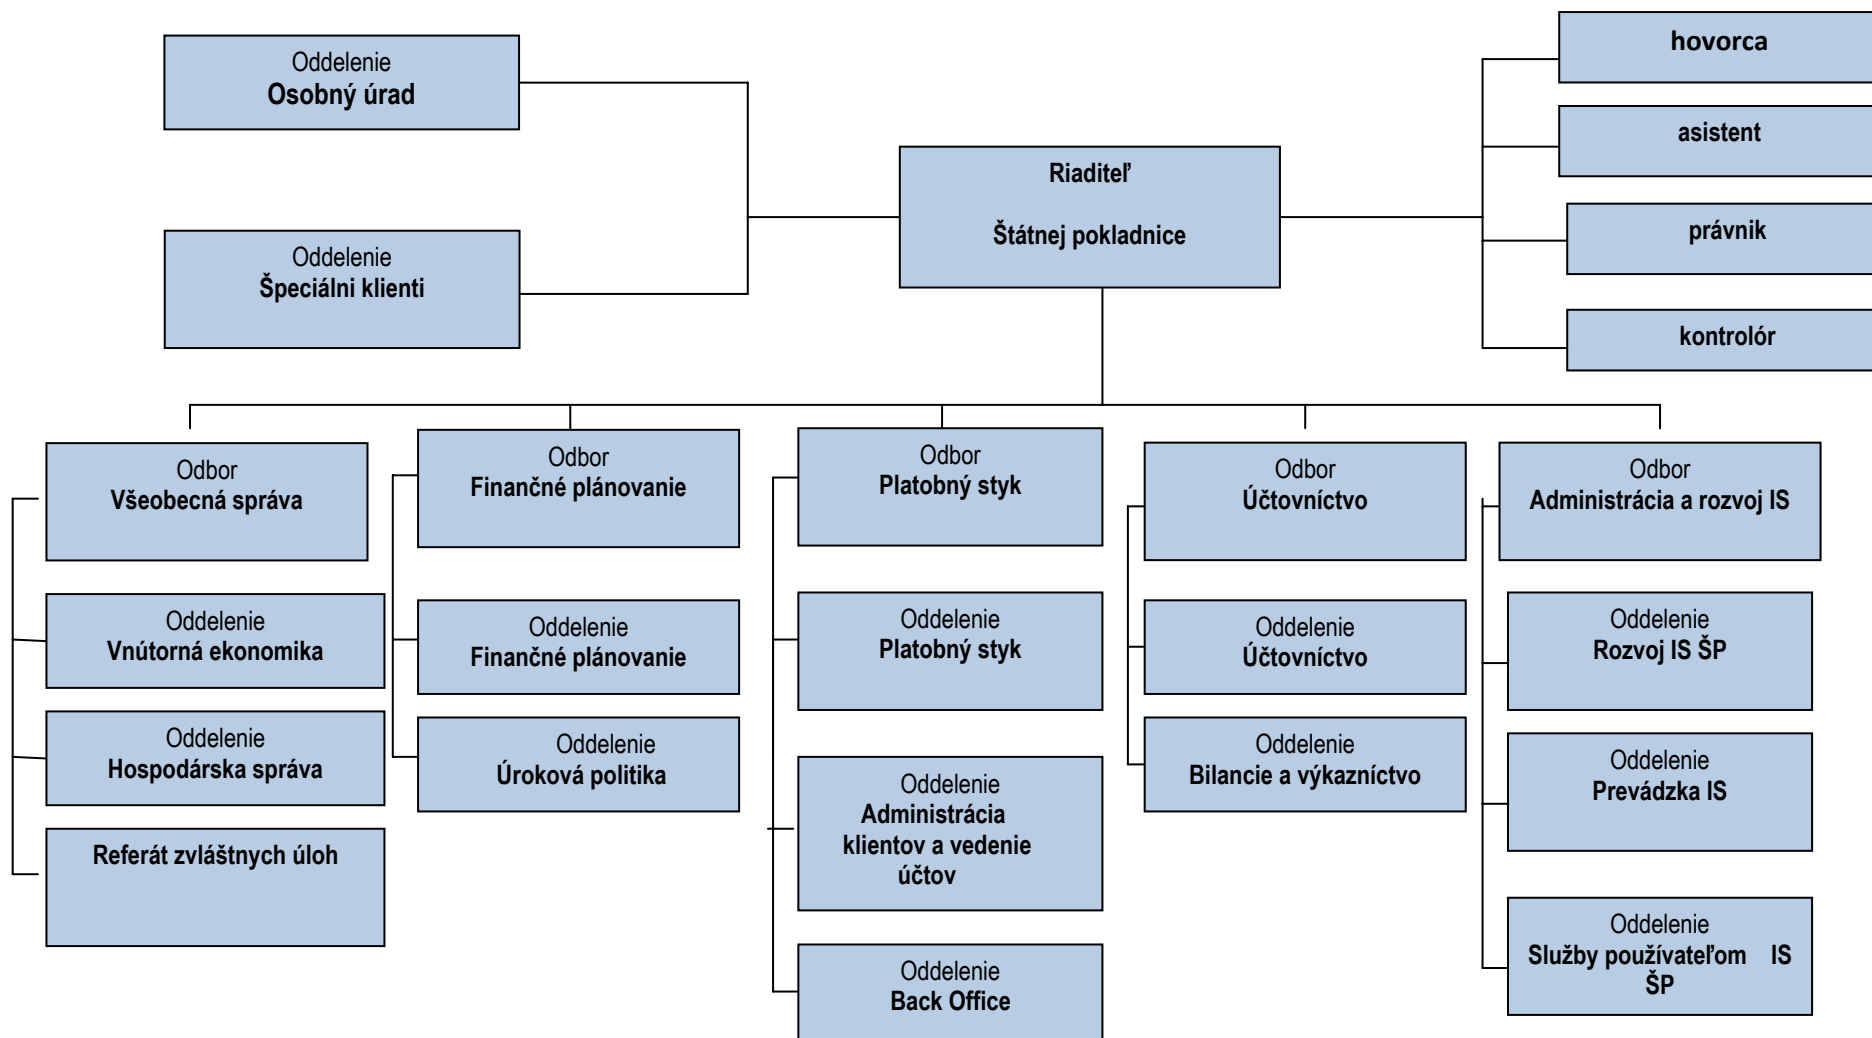 Oddelenie
Osobný úrad
Oddelenie
Špeciálni klienti
Riaditeľ
Štátnej pokladnice
hovorca
asistent
právnik
kontrolór
Odbor
Všeobecná správa
Oddelenie
Vnútorná ekonomika
Oddelenie
Hospodárska správa
Referát zvláštnych úloh
Odbor
Finančné plánovanie
Oddelenie
Finančné plánovanie
Oddelenie
Úroková politika
Odbor
Platobný styk
Oddelenie
Platobný styk
Oddelenie
Administrácia
klientov a vedenie
účtov
Oddelenie
Back Office
Odbor
Účtovníctvo
Oddelenie
Účtovníctvo
Oddelenie
Bilancie a výkazníctvo
Odbor
Administrácia a rozvoj IS
Oddelenie
Rozvoj IS ŠP
Oddelenie
Prevádzka IS
Oddelenie
Služby používateľom IS
ŠP